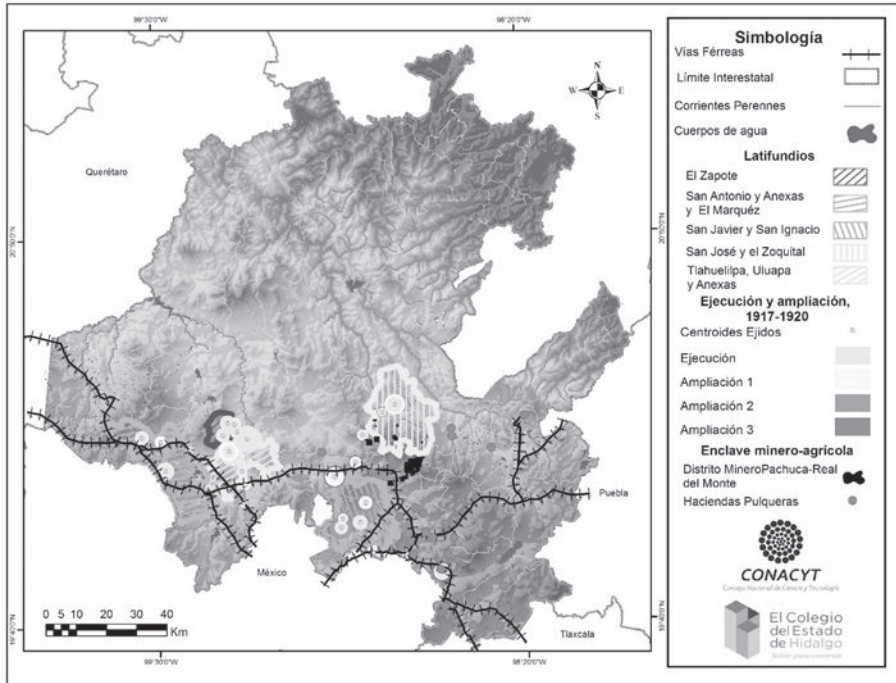 99°30'0"W
98°20'0"W
N
W
E
S
Querétaro
20°50'0"N
20°50'0"N
Puebla
México
Tlaxcala
19°40'0"N
19°40'0"N
0 5 10 20 30 40
Km
99°30'0"W
98°20'0"W
Simbología
Vías Férreas
Límite Interestatal
Corrientes Perennes
Cuerpos de agua
Latifundios
El Zapote
San Antonio y Anexas
y El Marquéz
San Javier y San Ignacio
San José y el Zoquital
Tlahuelilpa, Uluapa
y Anexas
Ejecución y ampliación,
1917-1920
Centroides Ejidos
Ejecución
Ampliación 1
Ampliación 2
Ampliación 3
Enclave minero-agrícola
Distrito MineroPachuca-Real
del Monte
Haciendas Pulqueras
CONACYT
Consejo Nacional de Ciencia y Tecnología
El Colegio
del Estado
de Hidalgo